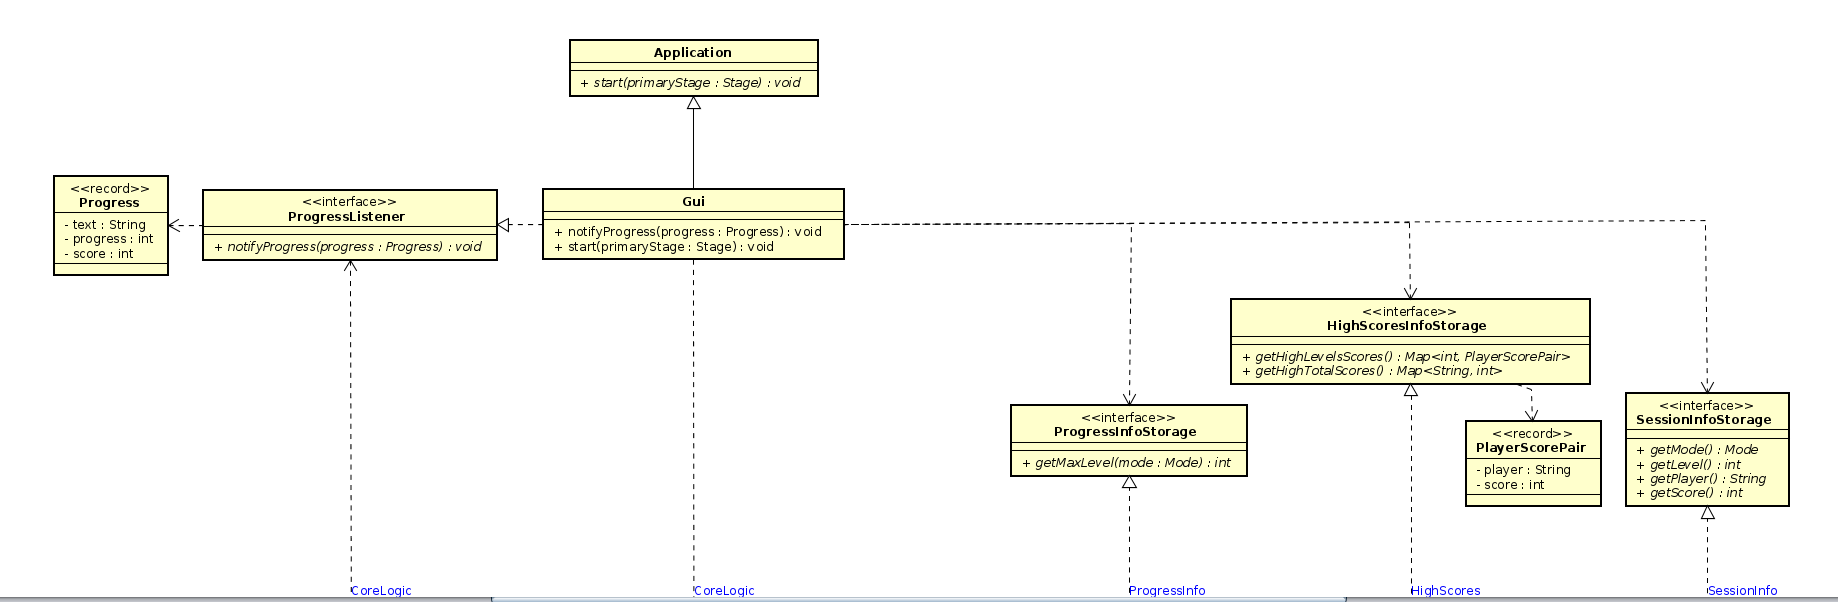 Application
+ start(primaryStage : Stage) : void
<<record>>
Progress
- text : String
- progress : int
- score : int
<<interface>>
ProgressListener
+ notifyProgress(progress : Progress) : void
Gui
+ notifyProgress(progress : Progress) : void
+ start(primaryStage : Stage) : void
<<interface>>
HighScoresInfoStorage
+ getHighLevelsScores() : Map<int, PlayerScorePair>
+ getHighTotalScores() : Map<String, int>
<<interface>>
ProgressInfoStorage
+ getMaxLevel(mode : Mode) : int
<<record>>
PlayerScorePair
- player : String
- score : int
<<interface>>
SessionInfoStorage
+ getMode() : Mode
+ getLevel() : int
+ getPlayer() : String
+ getScore() : int
CoreLogic
CoreLogic
ProgressInfo
HighScores
SessionInfo